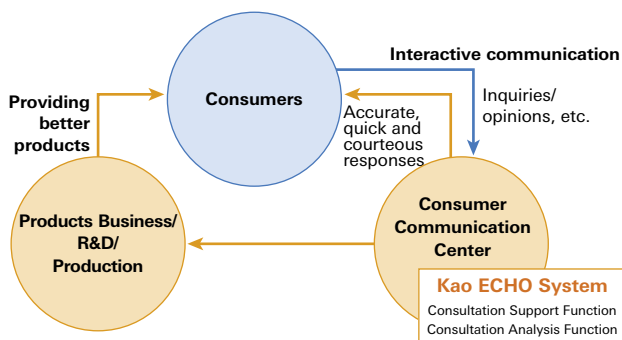 Interactive communication
Providing
better
products
Consumers
Inquiries/
opinions, etc.
Accurate,
quick and
courteous
responses
Products Business/
R&D/
Production
Consumer
Communication
Center
Kao ECHO System
Consultation Support Function
Consultation Analysis Function